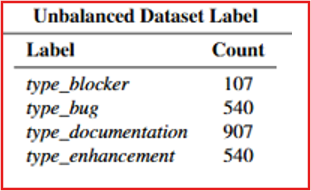 Unbalanced Dataset Label
Label Count
type_blocker 107
type_bug 540
type_documentation 907
type_enhancement 540